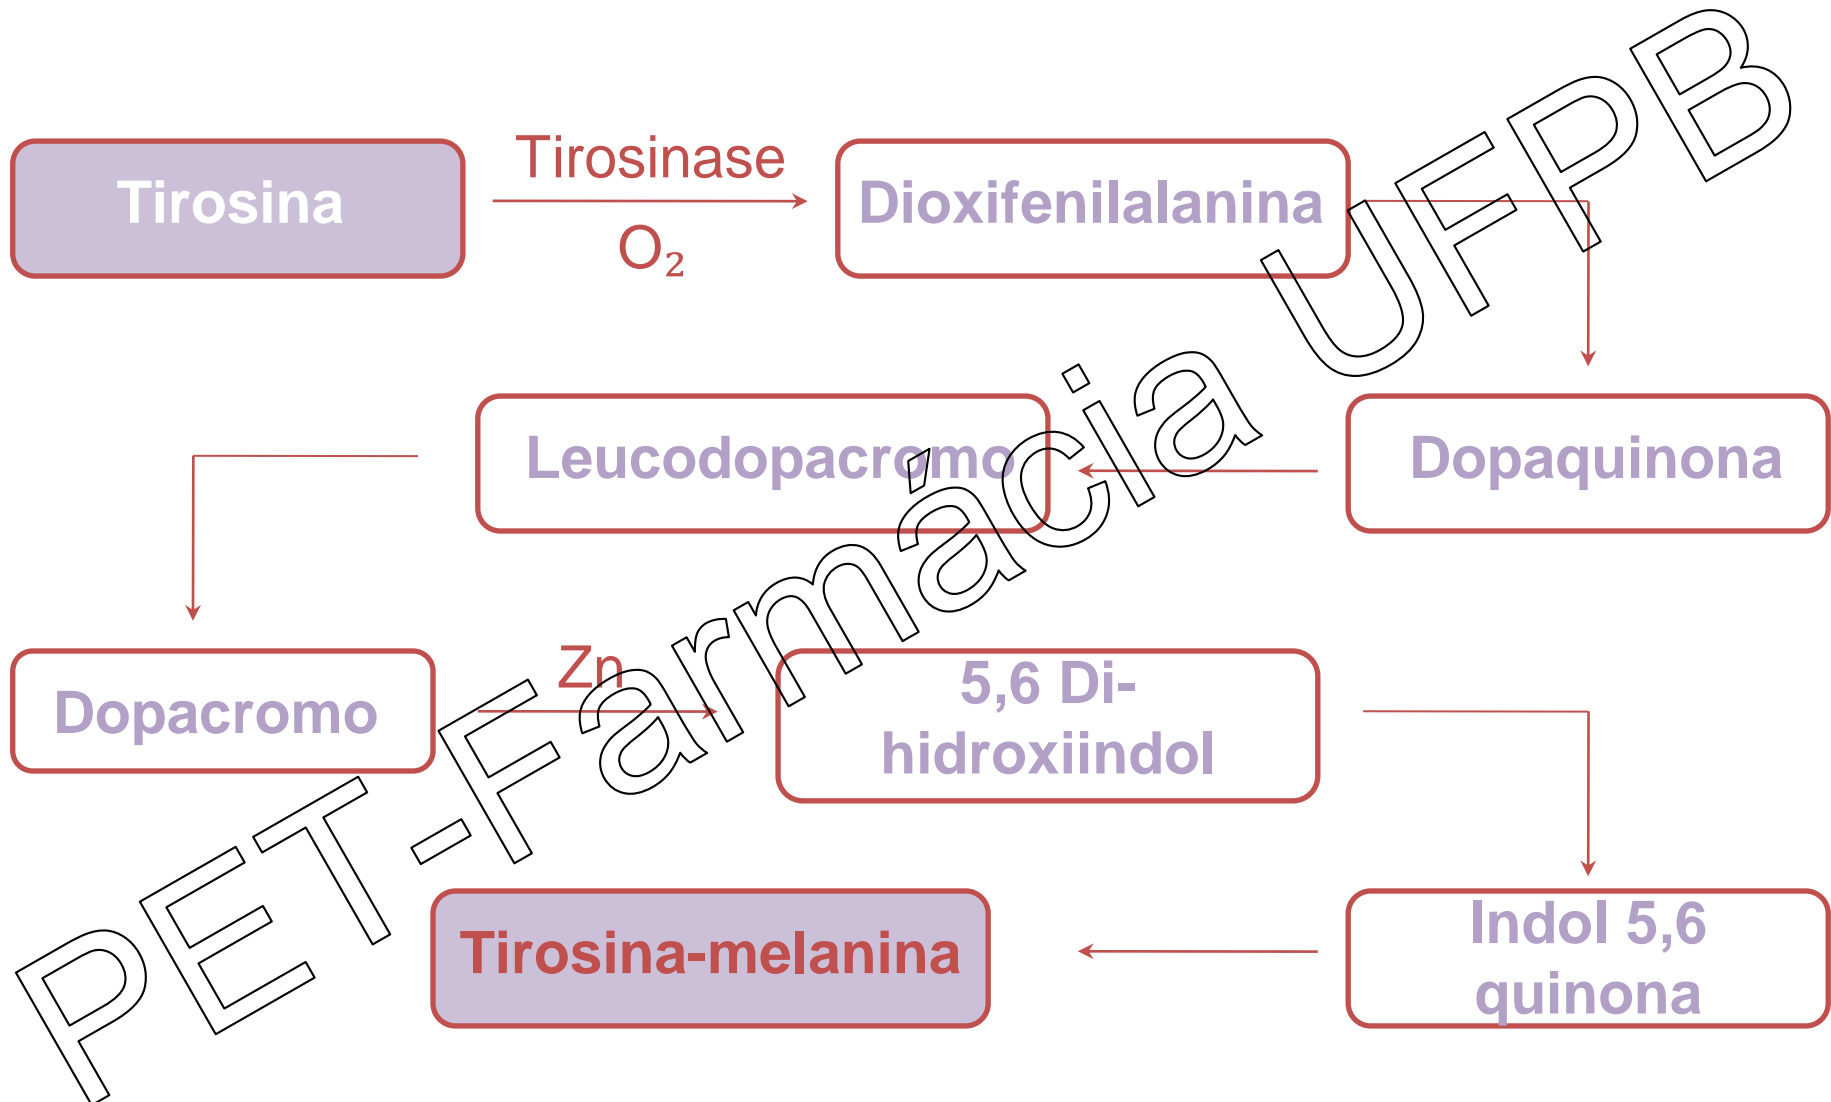 Tirosina
Tirosinase
O₂
Dioxifenilalanina
Dopaquinona
Leucodopacromo
Dopacromo
Zn
5,6 Di-
hidroxiindol
Indol 5,6
quinona
Tirosina-melanina
PET-Farmácia UFPB